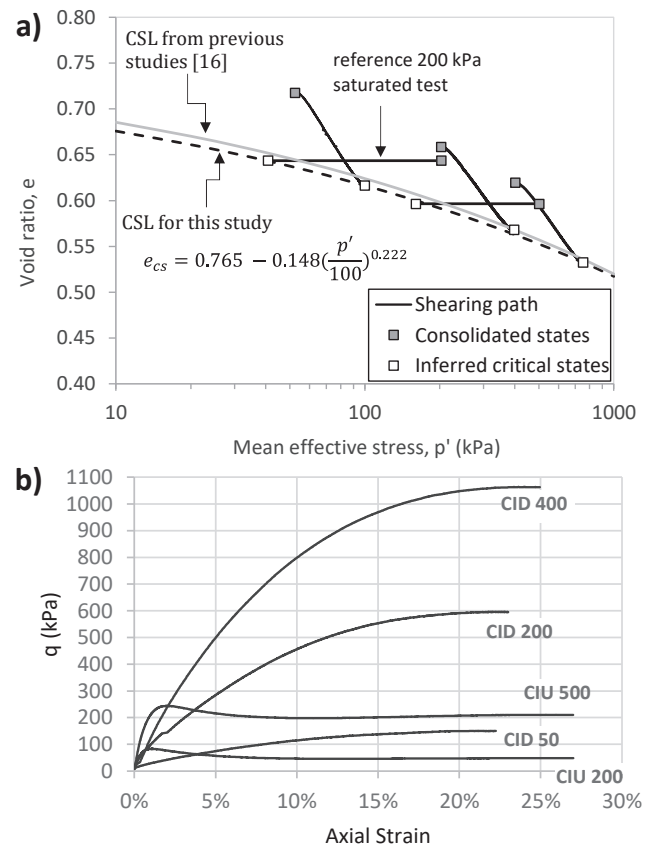 a)
CSL from previous
studies [16]
reference 200 kPa
saturated test
CSL for this study
e_{cs} = 0.765 − 0.148(\frac{p'}{100})^{0.222}
0.80
0.75
0.70
0.65
0.60
0.55
0.50
0.45
0.40
Void ratio, e
Shearing path
Consolidated states
Inferred critical states
10
100
1000
Mean effective stress, p' (kPa)
b)
1100
1000
900
800
700
600
500
400
300
200
100
0
q (kPa)
CID 400
CID 200
CIU 500
CID 50
CIU 200
0%
5%
10%
15%
20%
25%
30%
Axial Strain